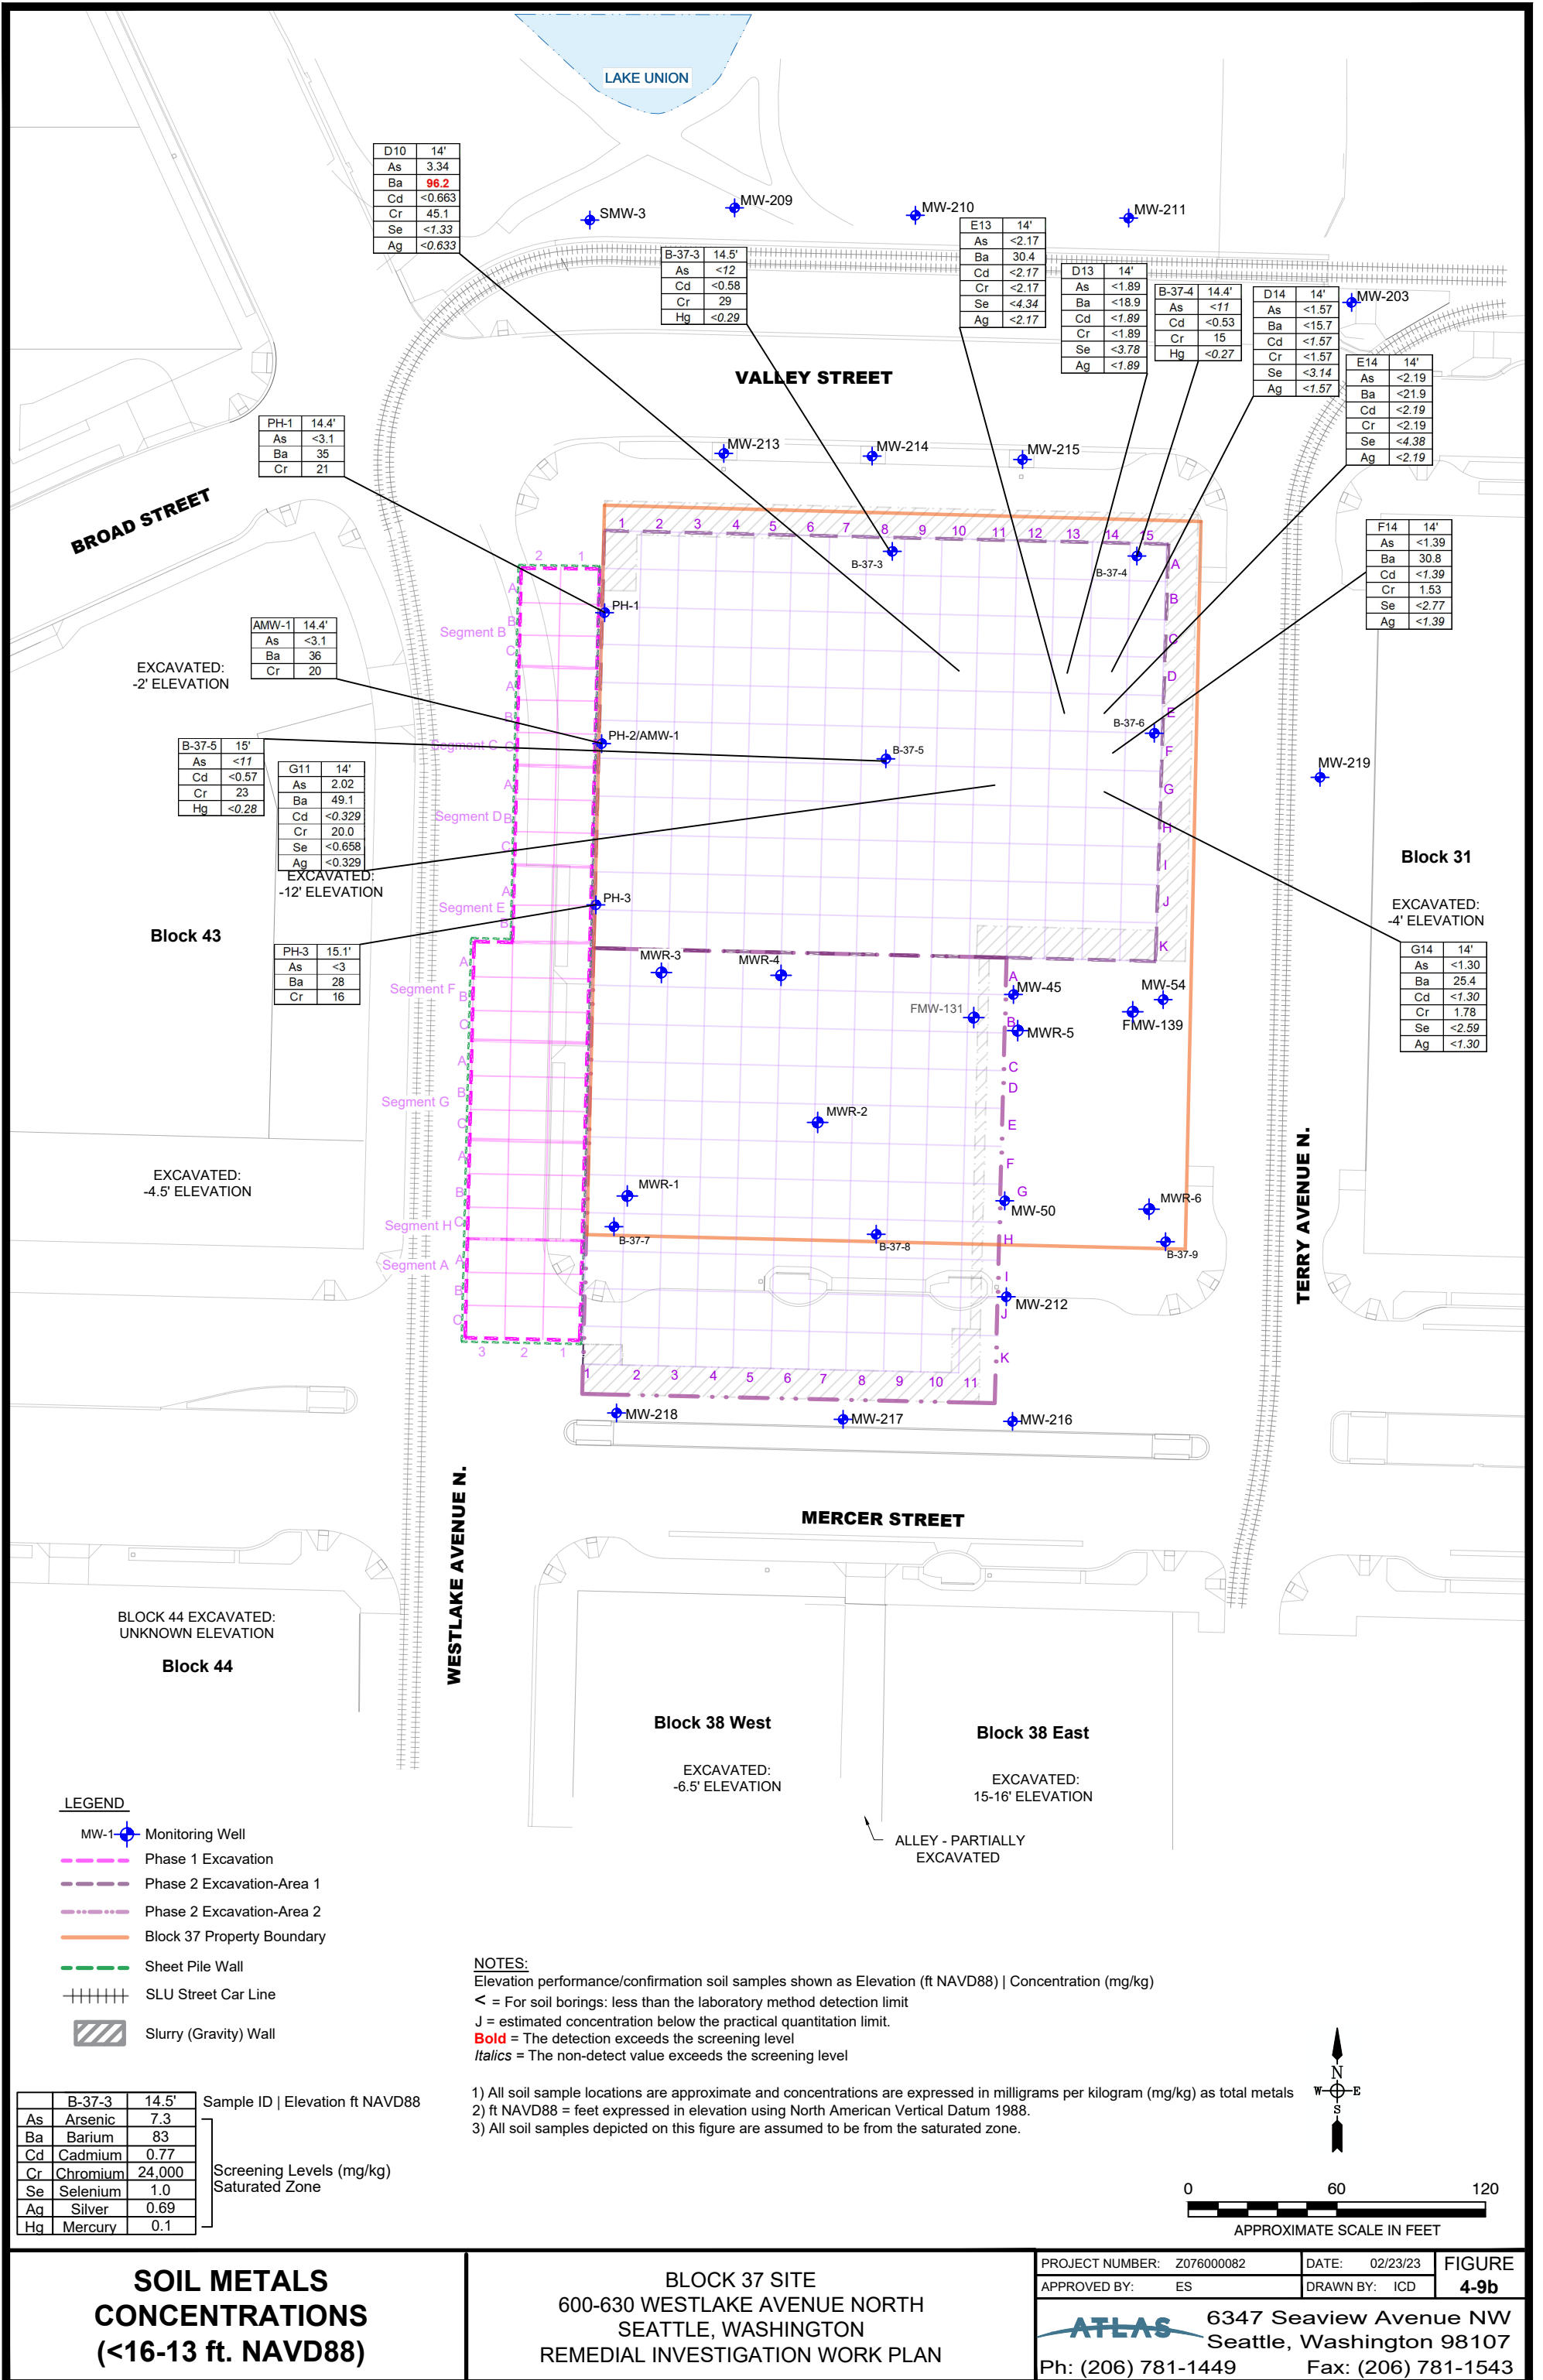 LAKE UNION
D10 14'
As 3.34
Ba 96.2
Cd <0.663
Cr 45.1
Se <1.33
Ag <0.633
SMW-3
MW-209
MW-210
MW-211
MW-203
B-37-3 14.5'
As <12
Cd <0.58
Cr 29
Hg <0.29
E13 14'
As <2.17
Ba 30.4
Cd <2.17
Cr <2.17
Se <4.34
Ag <2.17
D13 14'
As <1.89
Ba <18.9
Cd <1.89
Cr <1.89
Se <3.78
Ag <1.89
B-37-4 14.4'
As <11
Cd <0.53
Cr 15
Hg <0.27
D14 14'
As <1.57
Ba <15.7
Cd <1.57
Cr <1.57
Se <3.14
Ag <1.57
E14 14'
As <2.19
Ba <21.9
Cd <2.19
Cr <2.19
Se <4.38
Ag <2.19
VALLEY STREET
PH-1 14.4'
As <3.1
Ba 35
Cr 21
MW-213
MW-214
MW-215
BROAD STREET
F14 14'
As <1.39
Ba 30.8
Cd <1.39
Cr 1.53
Se <2.77
Ag <1.39
1 2 3 4 5 6 7 8 9 10 11 12 13 14 15
B-37-3
B-37-4
2 1
A
B
C
D
E
F
G
H
I
J
K
PH-1
AMW-1 14.4'
As <3.1
Ba 36
Cr 20
EXCAVATED:
-2' ELEVATION
A
Segment B B
C
A
B
Segment C C
A
Segment D B
C
A
Segment E
B
A
Segment F B
C
A
B
Segment G
C
A
B
Segment H C
Segment A A
B
C
3 2 1
PH-2/AMW-1
B-37-5
B-37-6
MW-219
B-37-5 15'
As <11
Cd <0.57
Cr 23
Hg <0.28
G11 14'
As 2.02
Ba 49.1
Cd <0.329
Cr 20.0
Se <0.658
Ag <0.329
EXCAVATED:
-12' ELEVATION
Block 43
PH-3
PH-3 15.1'
As <3
Ba 28
Cr 16
Block 31
EXCAVATED:
-4' ELEVATION
G14 14'
As <1.30
Ba 25.4
Cd <1.30
Cr 1.78
Se <2.59
Ag <1.30
MWR-3
MWR-4
MW-45
FMW-131
MWR-5
MW-54
FMW-139
A
B
C
D
E
F
G
H
I
J
K
MWR-2
EXCAVATED:
-4.5' ELEVATION
MWR-1
MW-50
MWR-6
B-37-7
B-37-8
B-37-9
MW-212
TERRY AVENUE N.
1 2 3 4 5 6 7 8 9 10 11
MW-218
MW-217
MW-216
WESTLAKE AVENUE N.
MERCER STREET
BLOCK 44 EXCAVATED:
UNKNOWN ELEVATION
Block 44
Block 38 West
EXCAVATED:
-6.5' ELEVATION
Block 38 East
EXCAVATED:
15-16' ELEVATION
ALLEY - PARTIALLY
EXCAVATED
LEGEND
MW-1 Monitoring Well
Phase 1 Excavation
Phase 2 Excavation-Area 1
Phase 2 Excavation-Area 2
Block 37 Property Boundary
Sheet Pile Wall
SLU Street Car Line
Slurry (Gravity) Wall
NOTES:
Elevation performance/confirmation soil samples shown as Elevation (ft NAVD88) | Concentration (mg/kg)
< = For soil borings: less than the laboratory method detection limit
J = estimated concentration below the practical quantitation limit.
Bold = The detection exceeds the screening level
Italics = The non-detect value exceeds the screening level
1) All soil sample locations are approximate and concentrations are expressed in milligrams per kilogram (mg/kg) as total metals
2) ft NAVD88 = feet expressed in elevation using North American Vertical Datum 1988.
3) All soil samples depicted on this figure are assumed to be from the saturated zone.
N
W E
S
B-37-3 14.5' Sample ID | Elevation ft NAVD88
As Arsenic 7.3
Ba Barium 83
Cd Cadmium 0.77
Cr Chromium 24,000
Se Selenium 1.0
Ag Silver 0.69
Hg Mercury 0.1
Screening Levels (mg/kg)
Saturated Zone
0 60 120
APPROXIMATE SCALE IN FEET
SOIL METALS
CONCENTRATIONS
(<16-13 ft. NAVD88)
BLOCK 37 SITE
600-630 WESTLAKE AVENUE NORTH
SEATTLE, WASHINGTON
REMEDIAL INVESTIGATION WORK PLAN
PROJECT NUMBER: Z076000082
DATE: 02/23/23
APPROVED BY: ES
DRAWN BY: ICD
FIGURE
4-9b
ATLAS
6347 Seaview Avenue NW
Seattle, Washington 98107
Ph: (206) 781-1449 Fax: (206) 781-1543